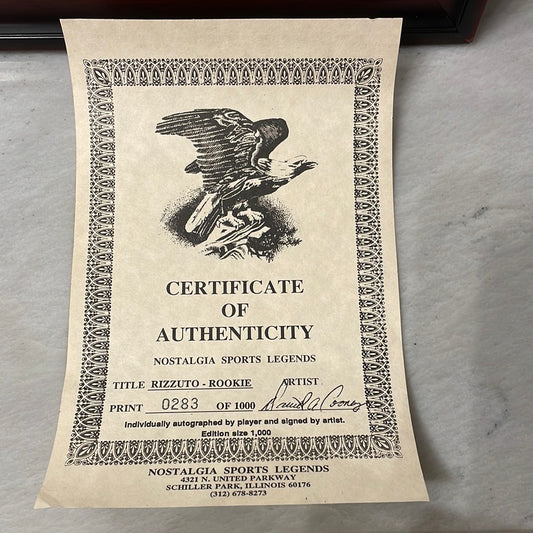 CERTIFICATE
OF
AUTHENTICITY
NOSTALGIA SPORTS LEGENDS
TITLE RIZZUTO - ROOKIE ARTIST
PRINT 0283 OF 1000
Individually autographed by player and signed by artist.
Edition size 1,000
NOSTALGIA SPORTS LEGENDS
4321 N. UNITED PARKWAY
SCHILLER PARK, ILLINOIS 60176
(312) 678-8273